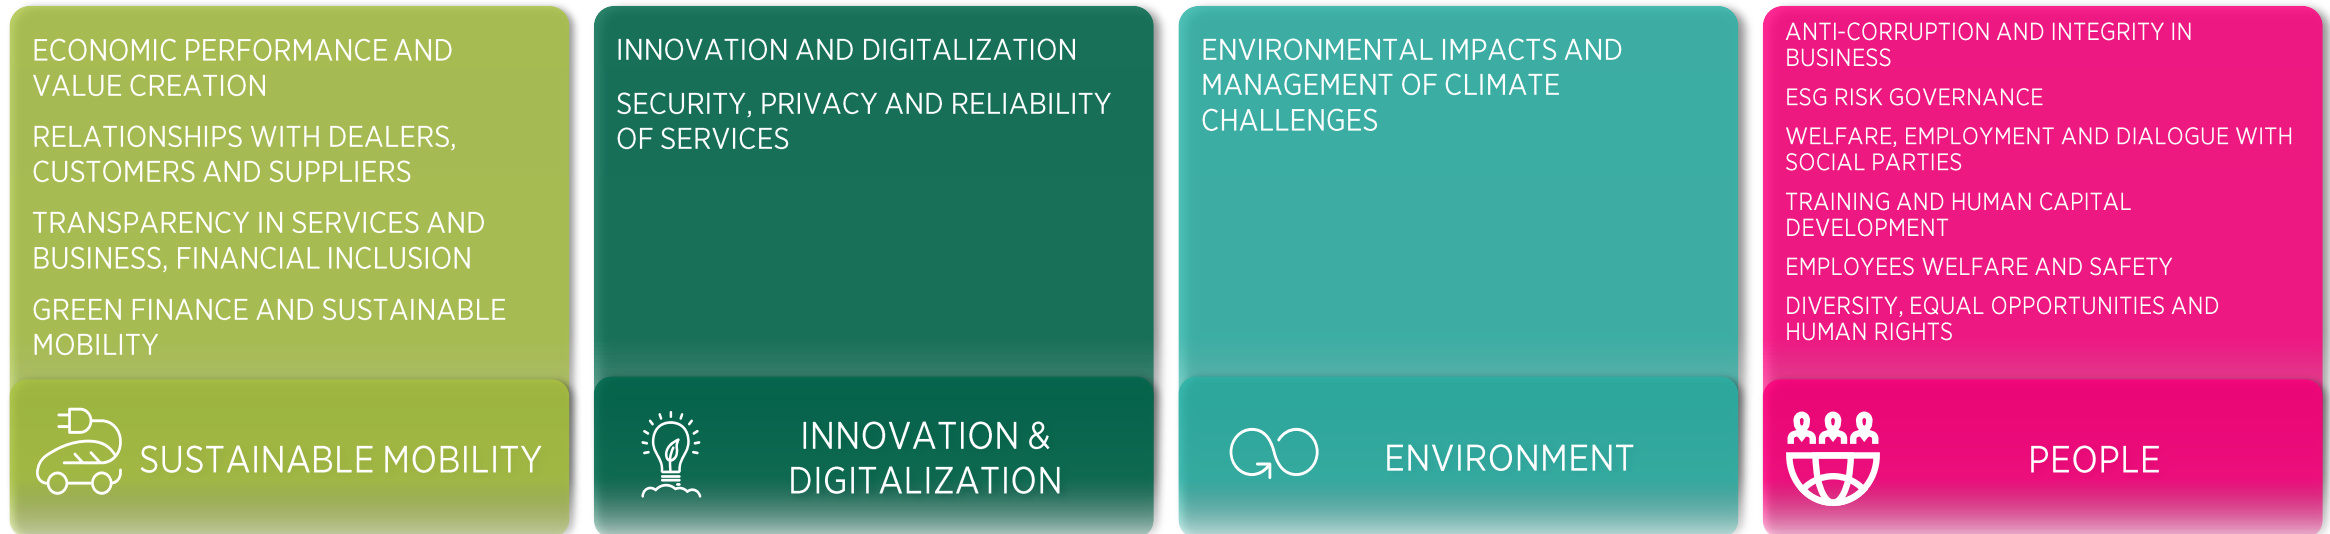 ECONOMIC PERFORMANCE AND
VALUE CREATION
RELATIONSHIPS WITH DEALERS,
CUSTOMERS AND SUPPLIERS
TRANSPARENCY IN SERVICES AND
BUSINESS, FINANCIAL INCLUSION
GREEN FINANCE AND SUSTAINABLE
MOBILITY
SUSTAINABLE MOBILITY
INNOVATION AND DIGITALIZATION
SECURITY, PRIVACY AND RELIABILITY
OF SERVICES
INNOVATION &
DIGITALIZATION
ENVIRONMENTAL IMPACTS AND
MANAGEMENT OF CLIMATE
CHALLENGES
ENVIRONMENT
ANTI-CORRUPTION AND INTEGRITY IN
BUSINESS
ESG RISK GOVERNANCE
WELFARE, EMPLOYMENT AND DIALOGUE WITH
SOCIAL PARTIES
TRAINING AND HUMAN CAPITAL
DEVELOPMENT
EMPLOYEES WELFARE AND SAFETY
DIVERSITY, EQUAL OPPORTUNITIES AND
HUMAN RIGHTS
PEOPLE